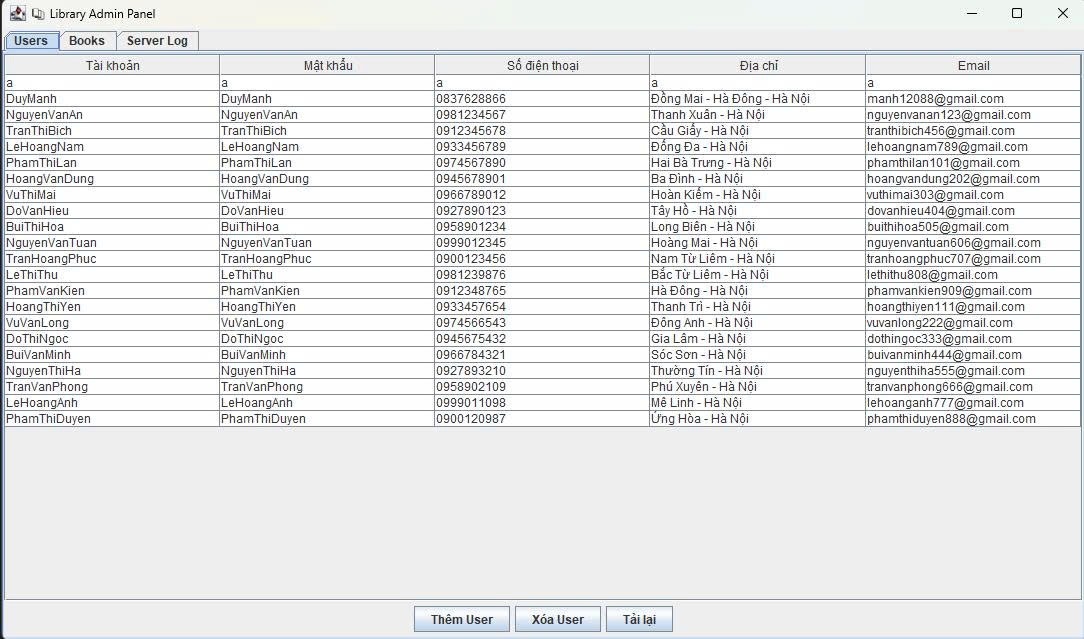 Library Admin Panel
Users Books Server Log
Tài khoản Mật khẩu Số điện thoại Địa chỉ Email
a a a a a
DuyManh DuyManh 0837628866 Đồng Mai - Hà Đông - Hà Nội manh12088@gmail.com
NguyenVanAn NguyenVanAn 0981234567 Thanh Xuân - Hà Nội nguyenvanan123@gmail.com
TranThiBich TranThiBich 0912345678 Cầu Giấy - Hà Nội tranthibich456@gmail.com
LeHoangNam LeHoangNam 0933456789 Đống Đa - Hà Nội lehoangnam789@gmail.com
PhamThiLan PhamThiLan 0974567890 Hai Bà Trưng - Hà Nội phamthilan101@gmail.com
HoangVanDung HoangVanDung 0945678901 Ba Đình - Hà Nội hoangvandung202@gmail.com
VuThiMai VuThiMai 0966789012 Hoàn Kiếm - Hà Nội vuthimai303@gmail.com
DoVanHieu DoVanHieu 0927890123 Tây Hồ - Hà Nội dovanhieu404@gmail.com
BuiThiHoa BuiThiHoa 0958901234 Long Biên - Hà Nội buithihoa505@gmail.com
NguyenVanTuan NguyenVanTuan 0999012345 Hoàng Mai - Hà Nội nguyenvantuan606@gmail.com
TranHoangPhuc TranHoangPhuc 0900123456 Nam Từ Liêm - Hà Nội tranhoangphuc707@gmail.com
LeThiThu LeThiThu 0981239876 Bắc Từ Liêm - Hà Nội lethithu808@gmail.com
PhamVanKien PhamVanKien 0912348765 Hà Đông - Hà Nội phamvankien909@gmail.com
HoangThiYen HoangThiYen 0933457654 Thanh Trì - Hà Nội hoangthiyen111@gmail.com
VuVanLong VuVanLong 0974566543 Đông Anh - Hà Nội vuvanlong222@gmail.com
DoThiNgoc DoThiNgoc 0945675432 Gia Lâm - Hà Nội dothingoc333@gmail.com
BuiVanMinh BuiVanMinh 0966784321 Sóc Sơn - Hà Nội buivanminh444@gmail.com
NguyenThiHa NguyenThiHa 0927893210 Thường Tín - Hà Nội nguyenthiha555@gmail.com
TranVanPhong TranVanPhong 0958902109 Phú Xuyên - Hà Nội tranvanphong666@gmail.com
LeHoangAnh LeHoangAnh 0999011098 Mê Linh - Hà Nội lehoanganh777@gmail.com
PhamThiDuyen PhamThiDuyen 0900120987 Ứng Hòa - Hà Nội phamthiduyen888@gmail.com
Thêm User Xóa User Tải lại